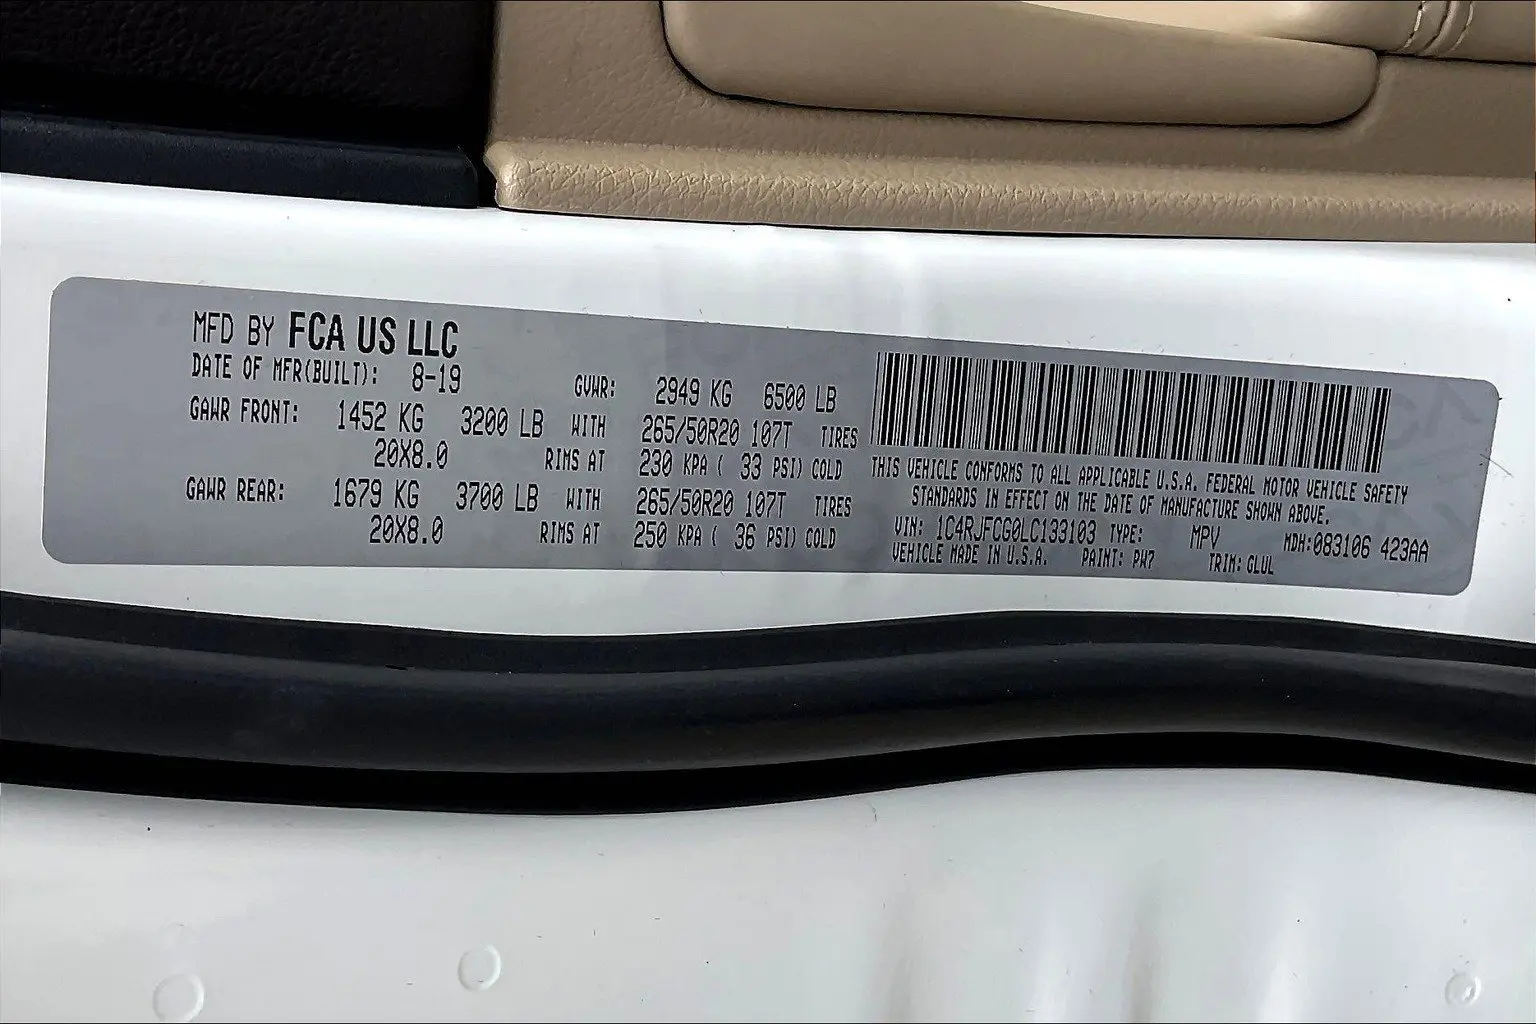 MFD BY FCA US LLC
DATE OF MFR(BUILT): 8-19 GVWR: 2949 KG 6500 LB
GAWR FRONT: 1452 KG 3200 LB WITH 265/50R20 107T TIRES
20X8.0 RIMS AT 230 KPA ( 33 PSI) COLD
GAWR REAR: 1679 KG 3700 LB WITH 265/50R20 107T TIRES
20X8.0 RIMS AT 250 KPA ( 36 PSI) COLD
THIS VEHICLE CONFORMS TO ALL APPLICABLE U.S.A. FEDERAL MOTOR VEHICLE SAFETY
STANDARDS IN EFFECT ON THE DATE OF MANUFACTURE SHOWN ABOVE.
VIN: 1C4RJFCG0LC133103 TYPE: MPV MDH:083106 423AA
VEHICLE MADE IN U.S.A. PAINT: PW7 TRIM: GLUL